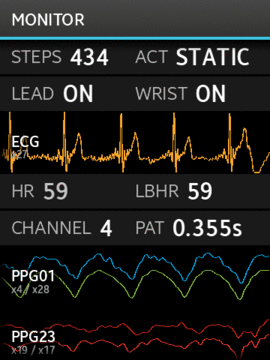 MONITOR
STEPS 434 ACT STATIC
LEAD ON WRIST ON
ECG
x27
HR 59 LBHR 59
CHANNEL 4 PAT 0.355s
PPG01
x4 / x28
PPG23
x19 / x17